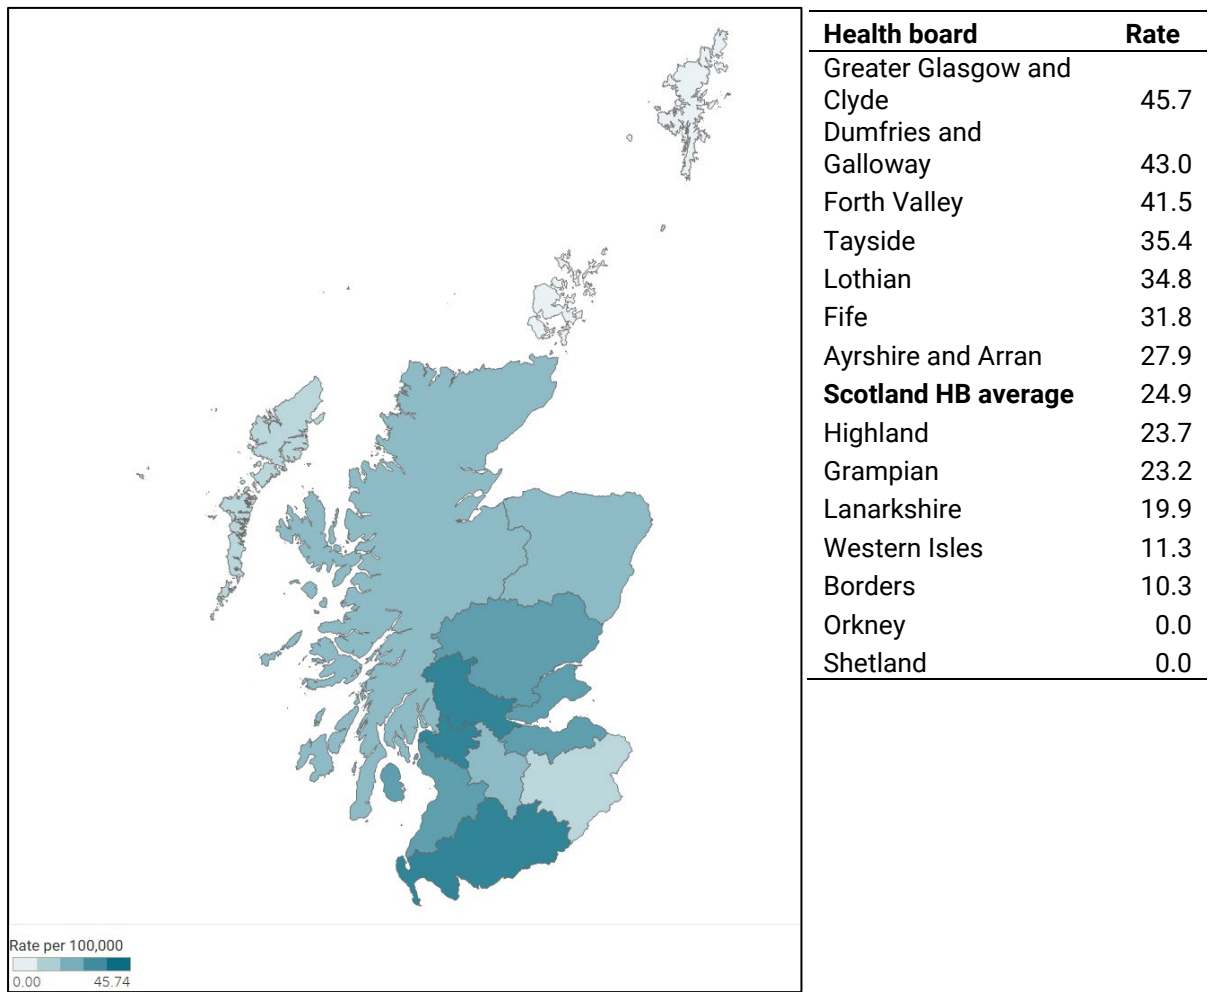 Health board Rate
Greater Glasgow and
Clyde 45.7
Dumfries and
Galloway 43.0
Forth Valley 41.5
Tayside 35.4
Lothian 34.8
Fife 31.8
Ayrshire and Arran 27.9
Scotland HB average 24.9
Highland 23.7
Grampian 23.2
Lanarkshire 19.9
Western Isles 11.3
Borders 10.3
Orkney 0.0
Shetland 0.0
Rate per 100,000
0.00 45.74